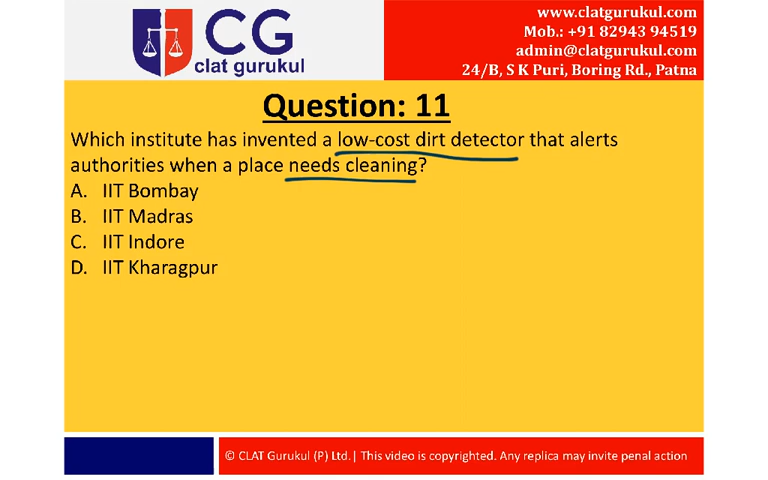 CG
clat gurukul
www.clatgurukul.com
Mob.: +91 82943 94519
admin@clatgurukul.com
24/B, S K Puri, Boring Rd., Patna
Question: 11
Which institute has invented a low-cost dirt detector that alerts
authorities when a place needs cleaning?
A. IIT Bombay
B. IIT Madras
C. IIT Indore
D. IIT Kharagpur
© CLAT Gurukul (P) Ltd.| This video is copyrighted. Any replica may invite penal action